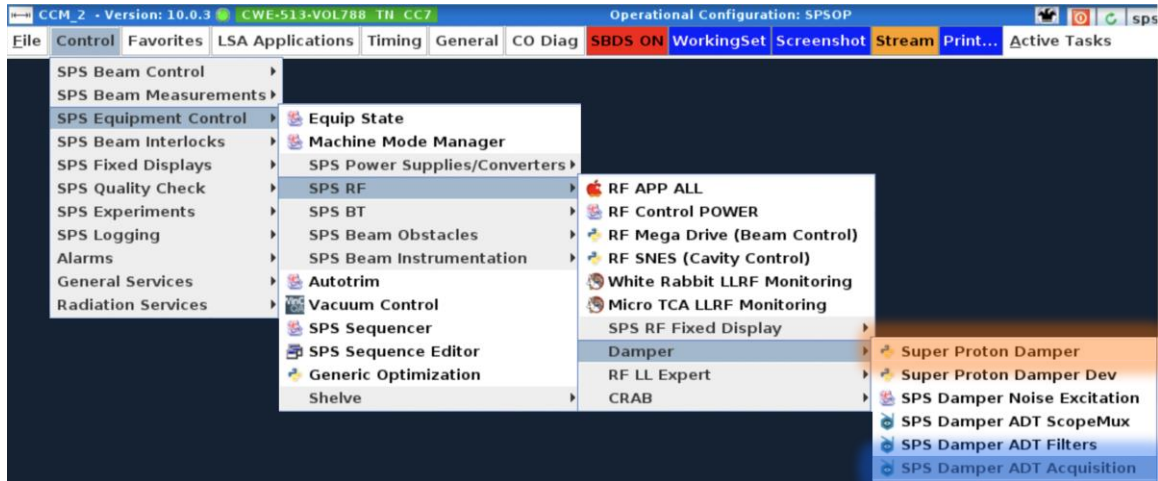 CCM_2 - Version: 10.0.3 CWE-513-VOL788 TN CC7 Operational Configuration: SPSOP sps
File Control Favorites LSA Applications Timing General CO Diag SBDS ON WorkingSet Screenshot Stream Print... Active Tasks
SPS Beam Control
SPS Beam Measurements
SPS Equipment Control
SPS Beam Interlocks
SPS Fixed Displays
SPS Quality Check
SPS Experiments
SPS Logging
Alarms
General Services
Radiation Services
Equip State
Machine Mode Manager
SPS Power Supplies/Converters
SPS RF
SPS BT
SPS Beam Obstacles
SPS Beam Instrumentation
Autotrim
Vacuum Control
SPS Sequencer
SPS Sequence Editor
Generic Optimization
Shelve
RF APP ALL
RF Control POWER
RF Mega Drive (Beam Control)
RF SNES (Cavity Control)
White Rabbit LLRF Monitoring
Micro TCA LLRF Monitoring
SPS RF Fixed Display
Damper
RF LL Expert
CRAB
Super Proton Damper
Super Proton Damper Dev
SPS Damper Noise Excitation
SPS Damper ADT ScopeMux
SPS Damper ADT Filters
SPS Damper ADT Acquisition